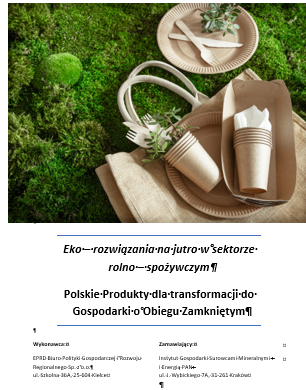 Eko – rozwiązania na jutro w sektorze
rolno – spożywczym
Polskie Produkty dla transformacji do
Gospodarki o Obiegu Zamkniętym
Wykonawca:
Zamawiający:
EPRD Biuro Polityki Gospodarczej i Rozwoju
Regionalnego Sp. z o.o.
ul. Szkolna 36A, 25-604 Kielce
Instytut Gospodarki Surowcami Mineralnymi
i Energią PAN
ul. J. Wybickiego 7A, 31-261 Kraków